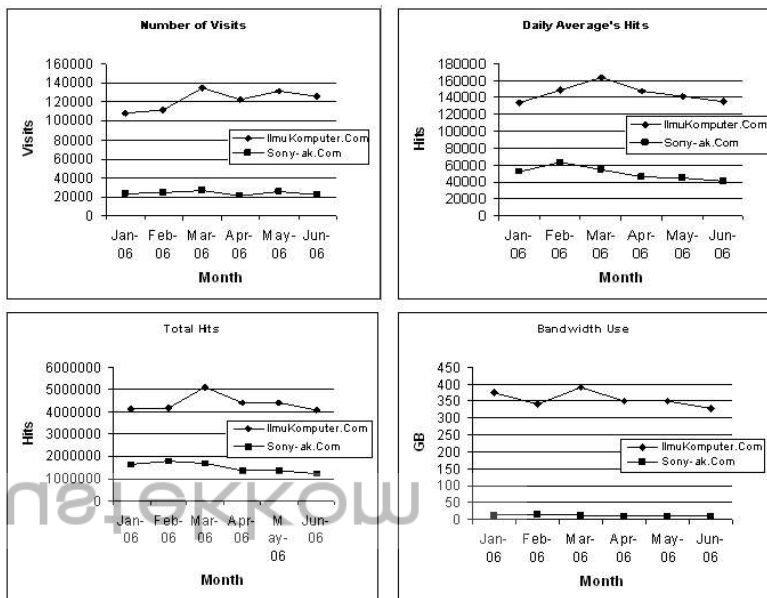 Number of Visits
160000
140000
120000
100000
80000
60000
40000
20000
0
Visits
IlmuKomputer.Com
Sony-ak.Com
Jan-06 Feb-06 Mar-06 Apr-06 May-06 Jun-06
Month
Daily Average's Hits
180000
160000
140000
120000
100000
80000
60000
40000
20000
0
Hits
IlmuKomputer.Com
Sony-ak.Com
Jan-06 Feb-06 Mar-06 Apr-06 May-06 Jun-06
Month
Total Hits
6000000
5000000
4000000
3000000
2000000
1000000
0
Hits
IlmuKomputer.Com
Sony-ak.Com
Jan-06 Feb-06 Mar-06 Apr-06 May-06 Jun-06
Month
Bandwidth Use
450
400
350
300
250
200
150
100
50
0
GB
IlmuKomputer.Com
Sony-ak.Com
Jan-06 Feb-06 Mar-06 Apr-06 May-06 Jun-06
Month